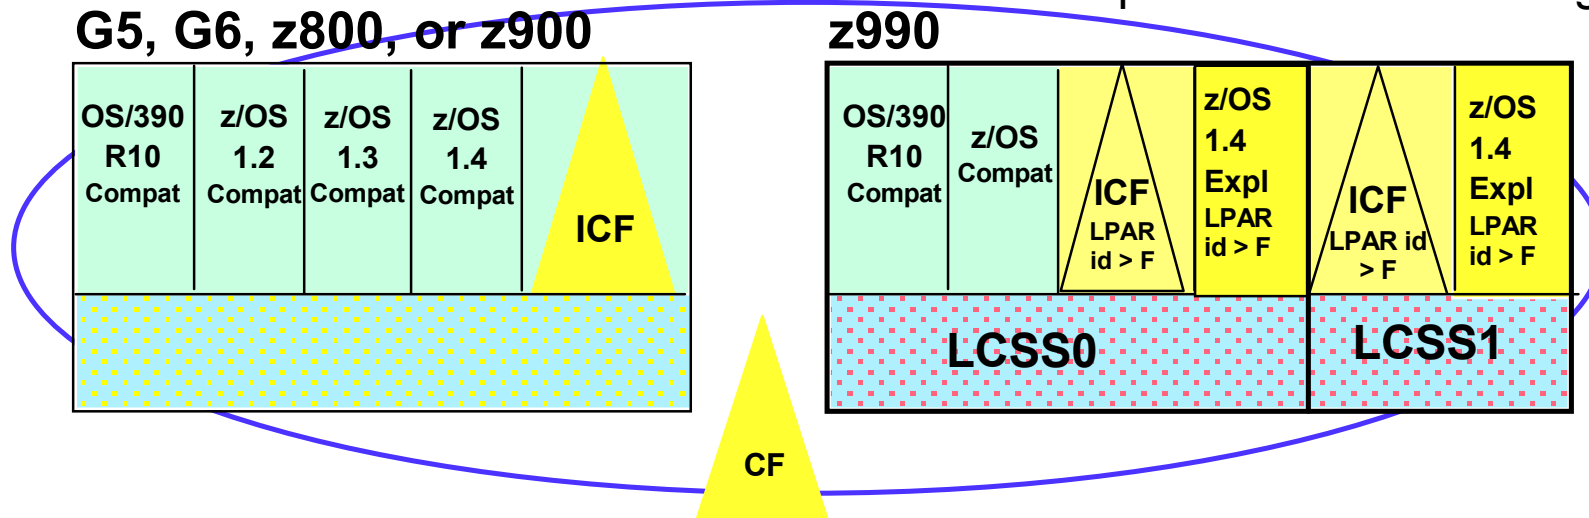 G5, G6, z800, or z900
OS/390
R10
Compat
z/OS
1.2
Compat
z/OS
1.3
Compat
z/OS
1.4
Compat
ICF
CF
z990
OS/390
R10
Compat
z/OS
Compat
ICF
LPAR
id > F
z/OS
1.4
Expl
LPAR
id > F
ICF
LPAR id
> F
z/OS
1.4
Expl
LPAR
id > F
LCSS0
LCSS1